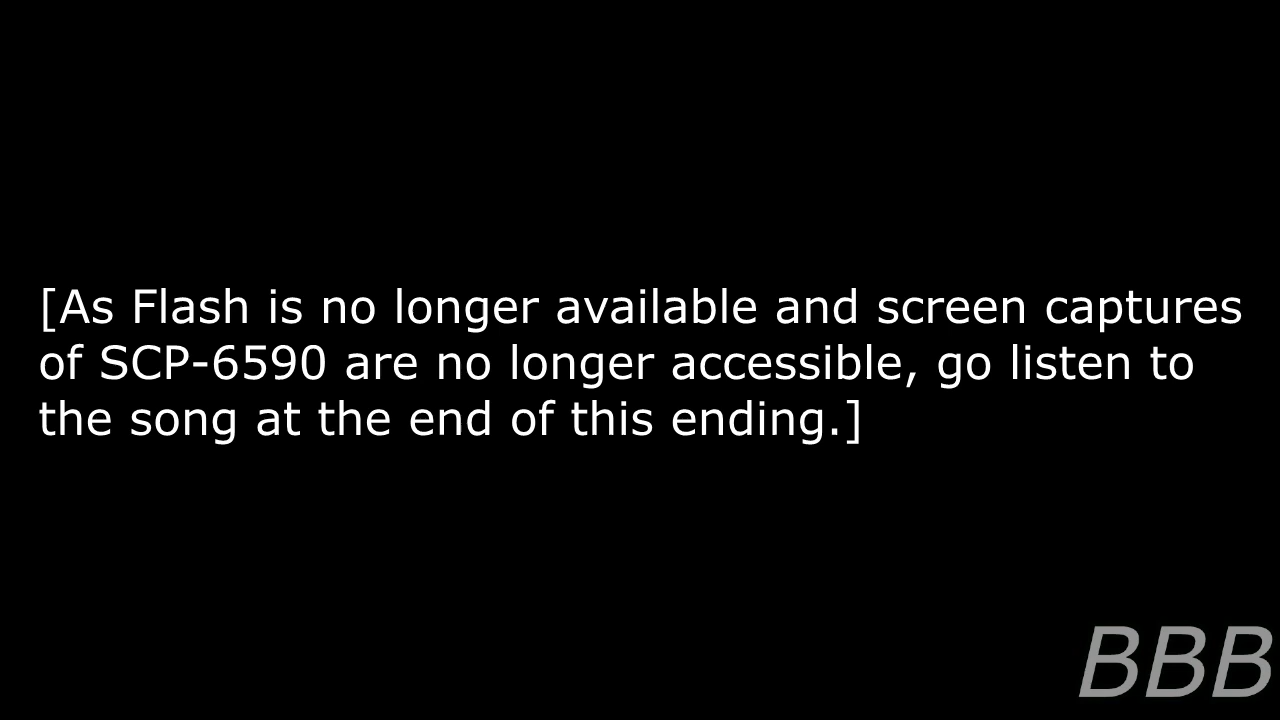 [As Flash is no longer available and screen captures
of SCP-6590 are no longer accessible, go listen to
the song at the end of this ending.]
BBB